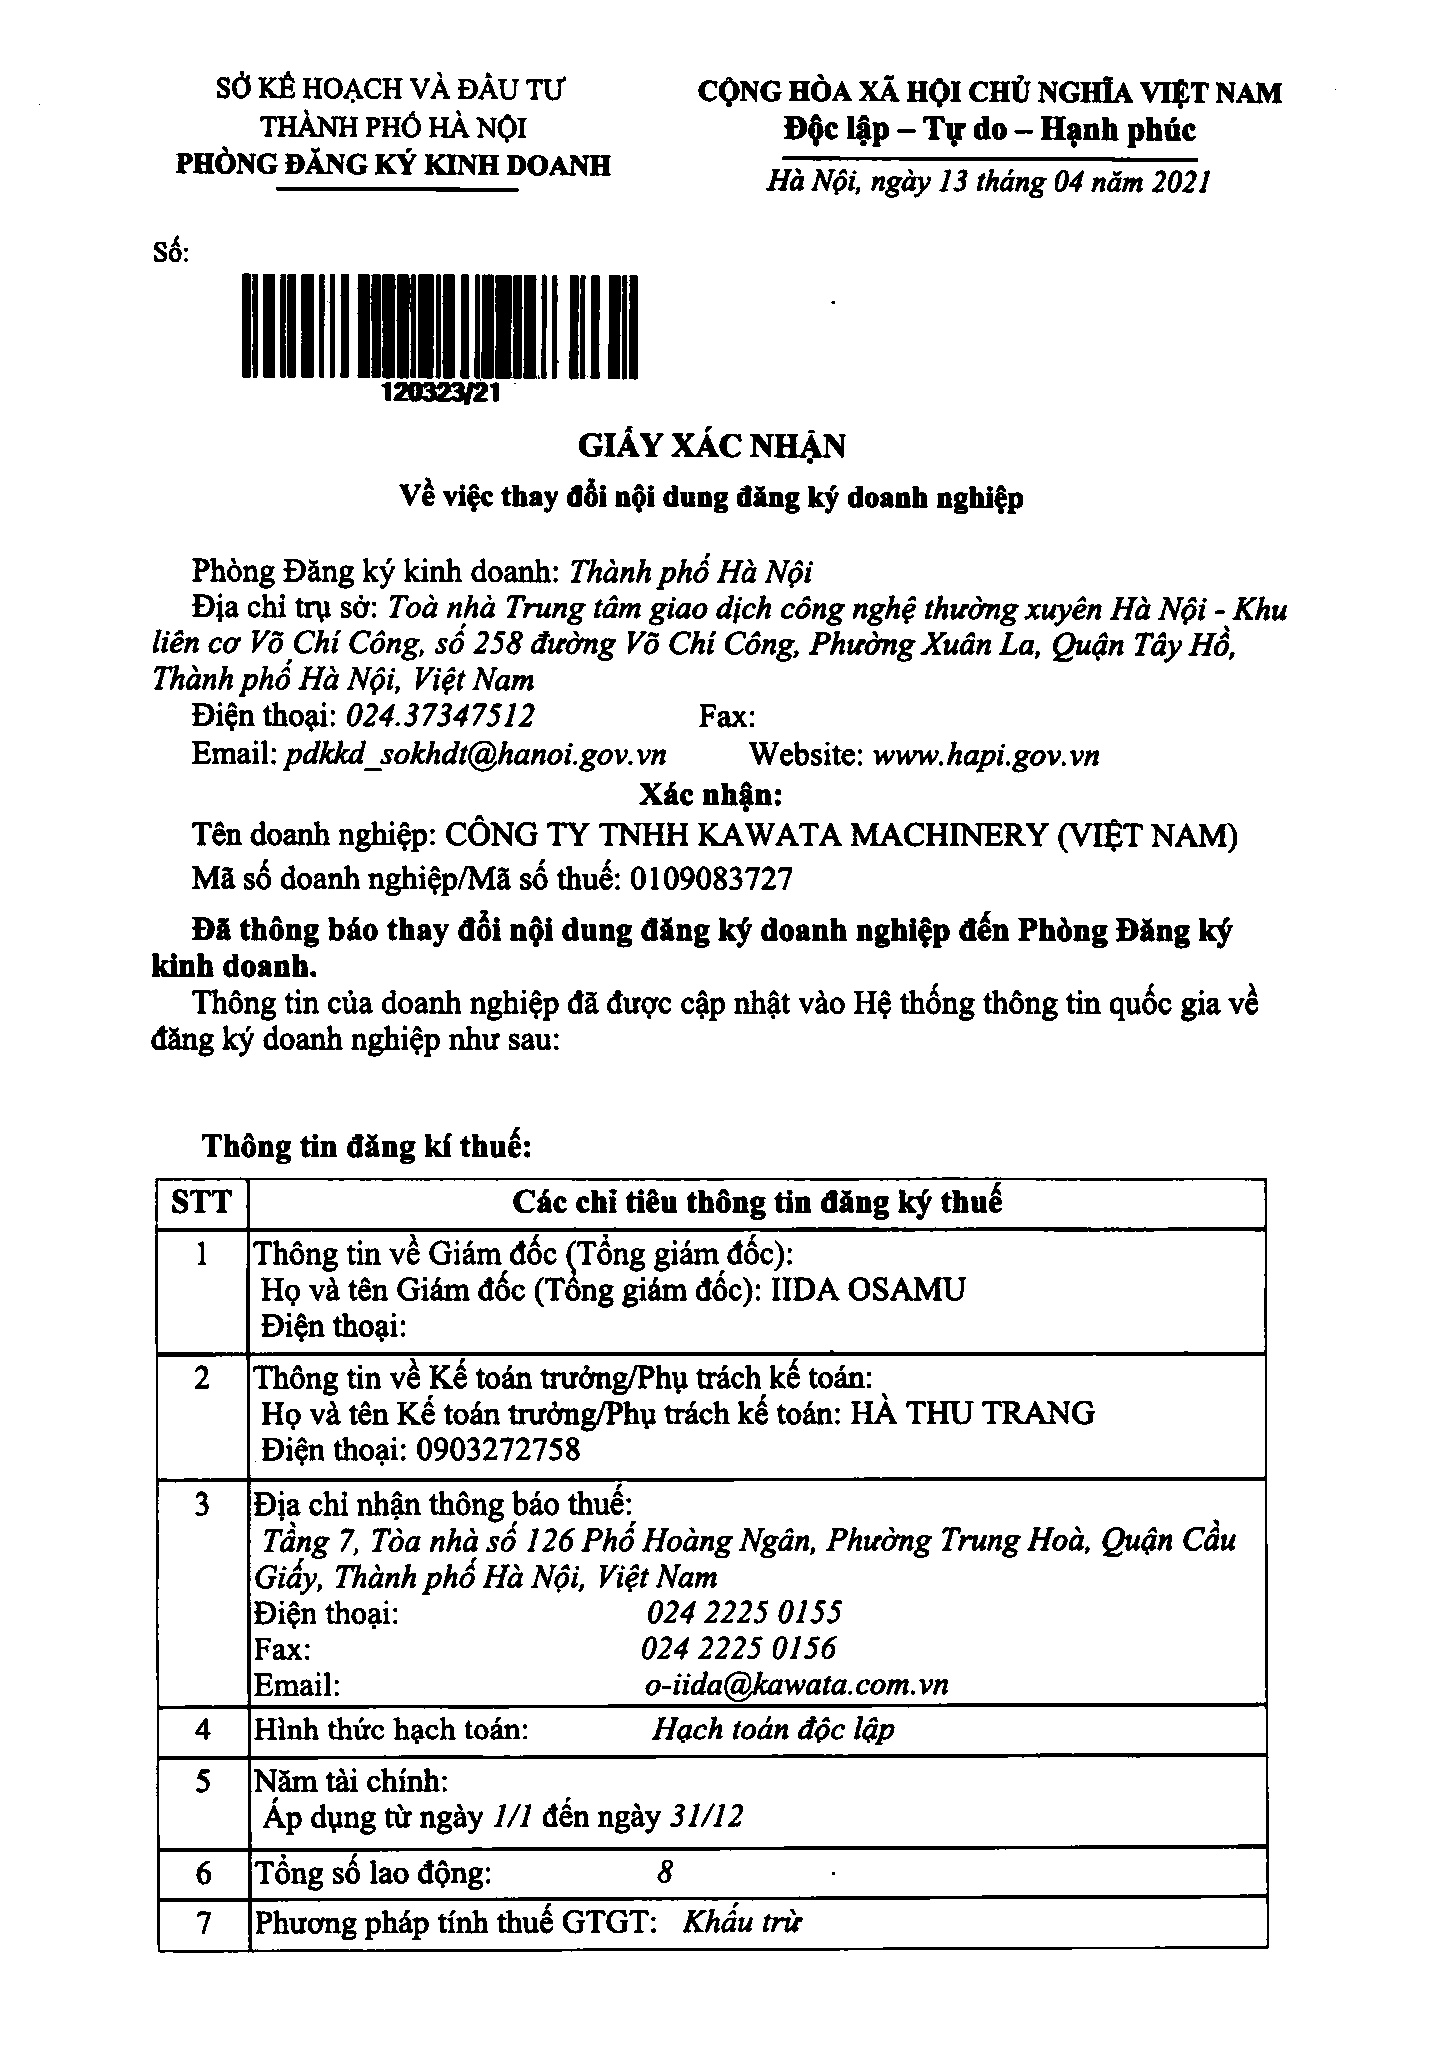 SỞ KẾ HOẠCH VÀ ĐẦU TƯ
THÀNH PHỐ HÀ NỘI
PHÒNG ĐĂNG KÝ KINH DOANH
CỘNG HÒA XÃ HỘI CHỦ NGHĨA VIỆT NAM
Độc lập – Tự do – Hạnh phúc
Hà Nội, ngày 13 tháng 04 năm 2021
Số:
120323/21
GIẤY XÁC NHẬN
Về việc thay đổi nội dung đăng ký doanh nghiệp
Phòng Đăng ký kinh doanh: Thành phố Hà Nội
Địa chỉ trụ sở: Toà nhà Trung tâm giao dịch công nghệ thường xuyên Hà Nội - Khu
liên cơ Võ Chí Công, số 258 đường Võ Chí Công, Phường Xuân La, Quận Tây Hồ,
Thành phố Hà Nội, Việt Nam
Điện thoại: 024.37347512 Fax:
Email: pdkkd_sokhdt@hanoi.gov.vn Website: www.hapi.gov.vn
Xác nhận:
Tên doanh nghiệp: CÔNG TY TNHH KAWATA MACHINERY (VIỆT NAM)
Mã số doanh nghiệp/Mã số thuế: 0109083727
Đã thông báo thay đổi nội dung đăng ký doanh nghiệp đến Phòng Đăng ký
kinh doanh.
Thông tin của doanh nghiệp đã được cập nhật vào Hệ thống thông tin quốc gia về
đăng ký doanh nghiệp như sau:
Thông tin đăng kí thuế:
STT Các chỉ tiêu thông tin đăng ký thuế
1 Thông tin về Giám đốc (Tổng giám đốc):
Họ và tên Giám đốc (Tổng giám đốc): IIDA OSAMU
Điện thoại:
2 Thông tin về Kế toán trưởng/Phụ trách kế toán:
Họ và tên Kế toán trưởng/Phụ trách kế toán: HÀ THU TRANG
Điện thoại: 0903272758
3 Địa chỉ nhận thông báo thuế:
Tầng 7, Tòa nhà số 126 Phố Hoàng Ngân, Phường Trung Hoà, Quận Cầu
Giấy, Thành phố Hà Nội, Việt Nam
Điện thoại: 024 2225 0155
Fax: 024 2225 0156
Email: o-iida@kawata.com.vn
4 Hình thức hạch toán: Hạch toán độc lập
5 Năm tài chính:
Áp dụng từ ngày 1/1 đến ngày 31/12
6 Tổng số lao động: 8
7 Phương pháp tính thuế GTGT: Khấu trừ